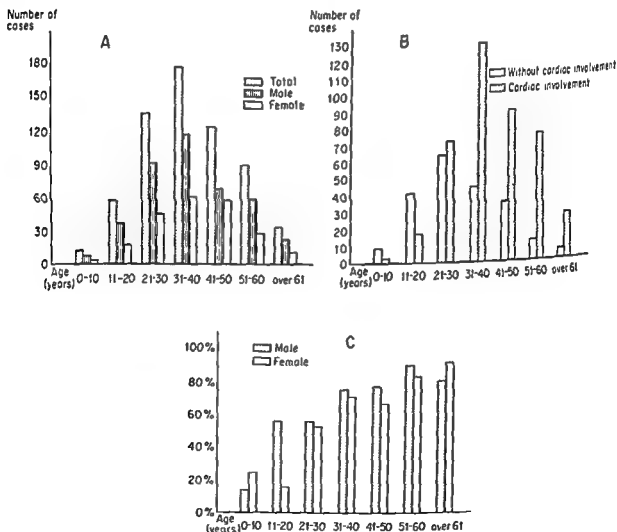 Number of
cases
A
180
150
120
90
60
30
0
Total
Male
Female
Age
(years)
0-10 11-20 21-30 31-40 41-50 51-60 over 61
Number of
cases
B
130
120
110
100
90
80
70
60
50
40
30
20
10
0
Without cardiac involvement
Cardiac involvement
Age
(years)
0-10 11-20 21-30 31-40 41-50 51-60 over 61
C
100%
80%
60%
40%
20%
0%
Male
Female
Age
(years)
0-10 11-20 21-30 31-40 41-50 51-60 over 61